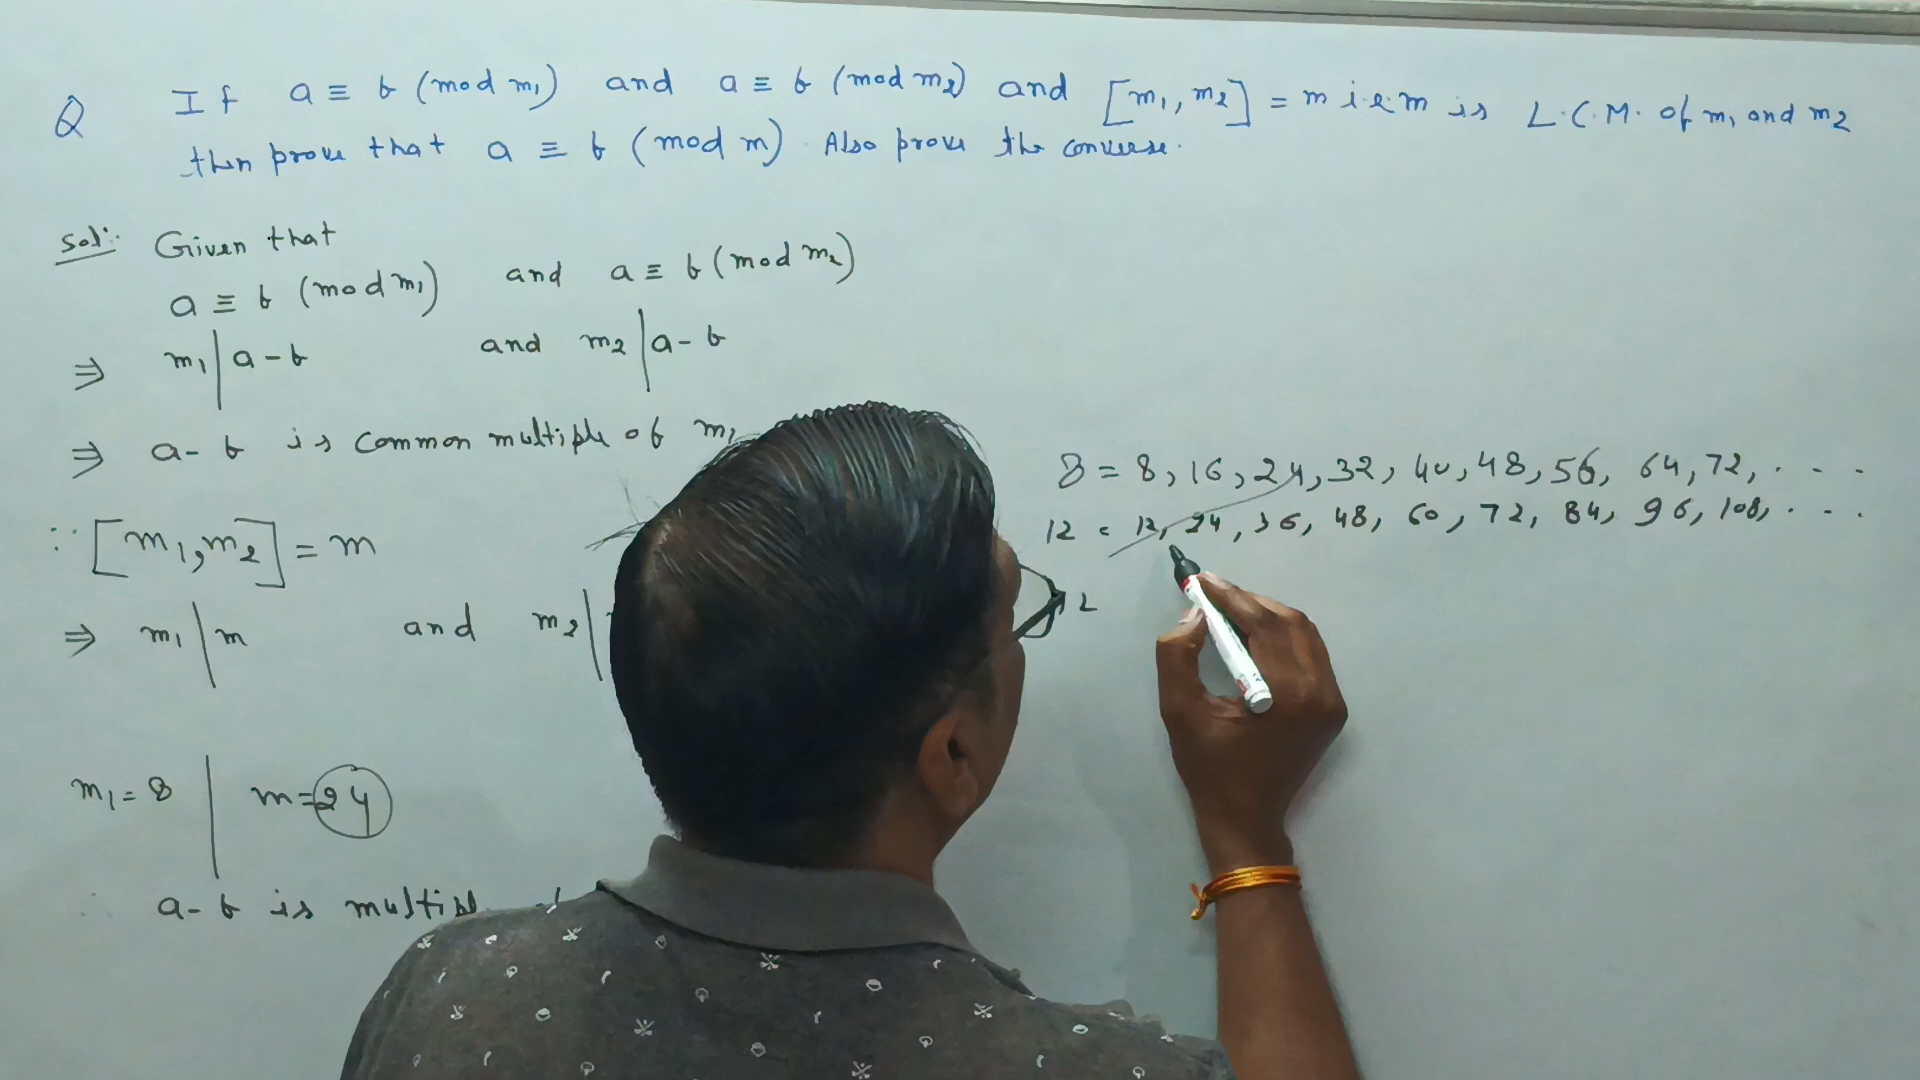 Q If a ≡ b (mod m1) and a ≡ b (mod m2) and [m1, m2] = m i.e. m is L.C.M. of m1 and m2
then prove that a ≡ b (mod m). Also prove the converse.
Sol:- Given that
a ≡ b (mod m1) and a ≡ b (mod m2)
⇒ m1 | a - b and m2 | a - b
⇒ a - b is common multiple of m1
8 = 8, 16, 24, 32, 40, 48, 56, 64, 72, . . .
12 = 12, 24, 36, 48, 60, 72, 84, 96, 108, . . .
∵ [m1, m2] = m
L
⇒ m1 | m and m2 |
m1 = 8 | m = 24
∴ a - b is multipl